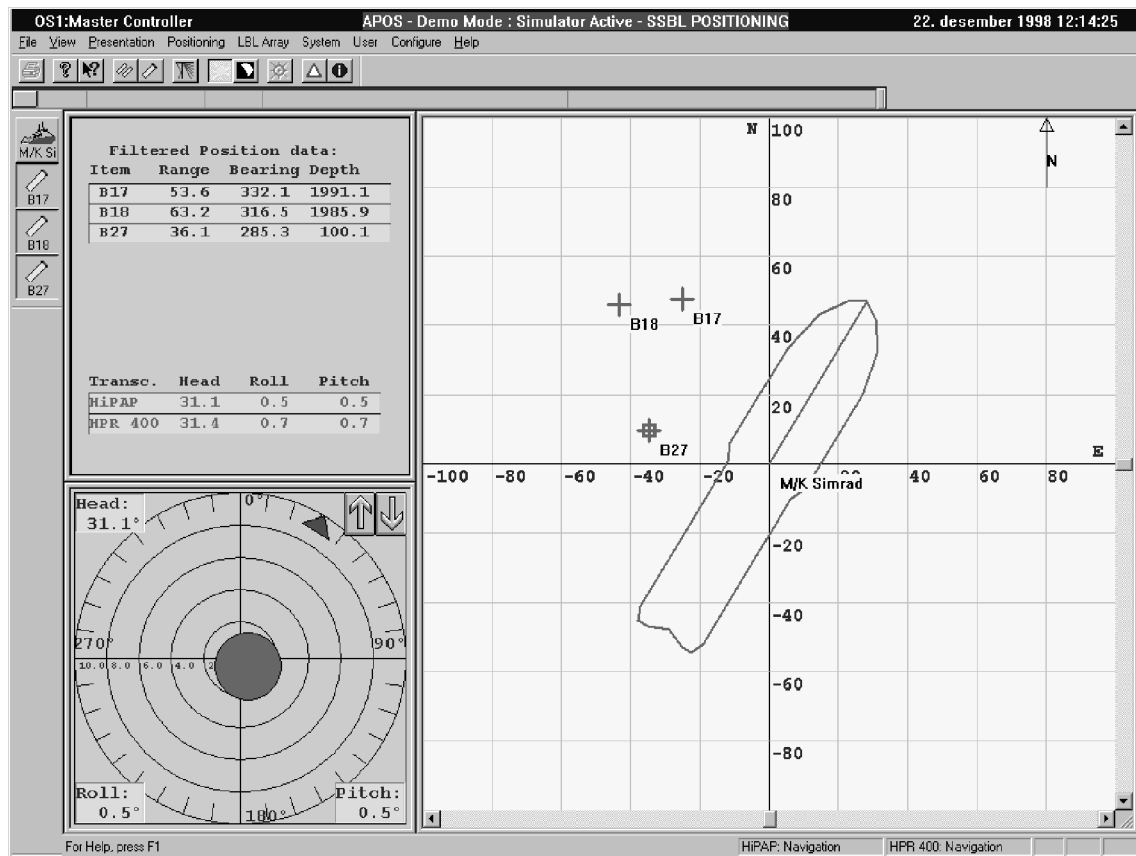 OS1:Master Controller APOS - Demo Mode : Simulator Active - SSBL POSITIONING 22. desember 1998 12:14:25
File View Presentation Positioning LBL Array System User Configure Help
M/K Si
B17
B18
B27
Filtered Position data:
Item Range Bearing Depth
B17 53.6 332.1 1991.1
B18 63.2 316.5 1985.9
B27 36.1 285.3 100.1
Transc. Head Roll Pitch
HiPAP 31.1 0.5 0.5
HPR 400 31.4 0.7 0.7
Head:
31.1°
0°
270°
90°
10.0 8.0 6.0 4.0 2
180°
Roll:
0.5°
Pitch:
0.5°
N 100
N
80
60
B18 B17
40
20
B27
E
-100 -80 -60 -40 -20 20 40 60 80
M/K Simrad
-20
-40
-60
-80
For Help, press F1 HiPAP: Navigation HPR 400: Navigation